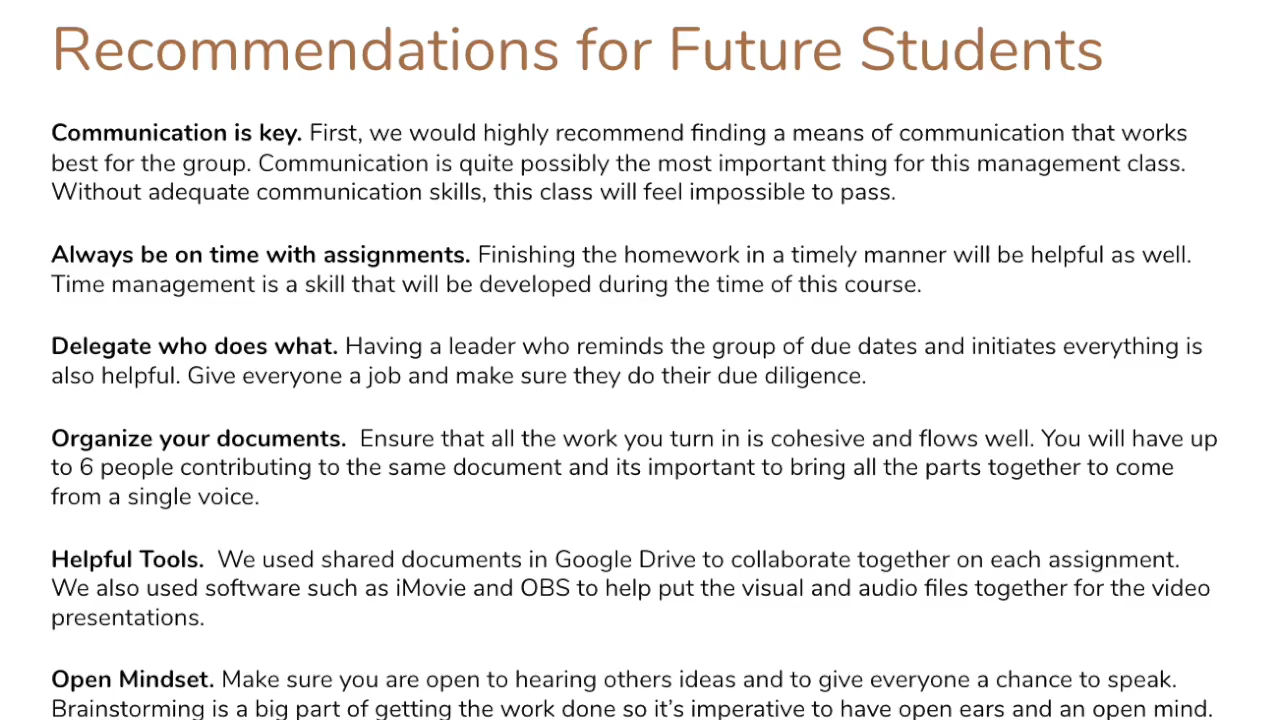 Recommendations for Future Students
Communication is key. First, we would highly recommend finding a means of communication that works
best for the group. Communication is quite possibly the most important thing for this management class.
Without adequate communication skills, this class will feel impossible to pass.
Always be on time with assignments. Finishing the homework in a timely manner will be helpful as well.
Time management is a skill that will be developed during the time of this course.
Delegate who does what. Having a leader who reminds the group of due dates and initiates everything is
also helpful. Give everyone a job and make sure they do their due diligence.
Organize your documents.  Ensure that all the work you turn in is cohesive and flows well. You will have up
to 6 people contributing to the same document and its important to bring all the parts together to come
from a single voice.
Helpful Tools.  We used shared documents in Google Drive to collaborate together on each assignment.
We also used software such as iMovie and OBS to help put the visual and audio files together for the video
presentations.
Open Mindset. Make sure you are open to hearing others ideas and to give everyone a chance to speak.
Brainstorming is a big part of getting the work done so it’s imperative to have open ears and an open mind.